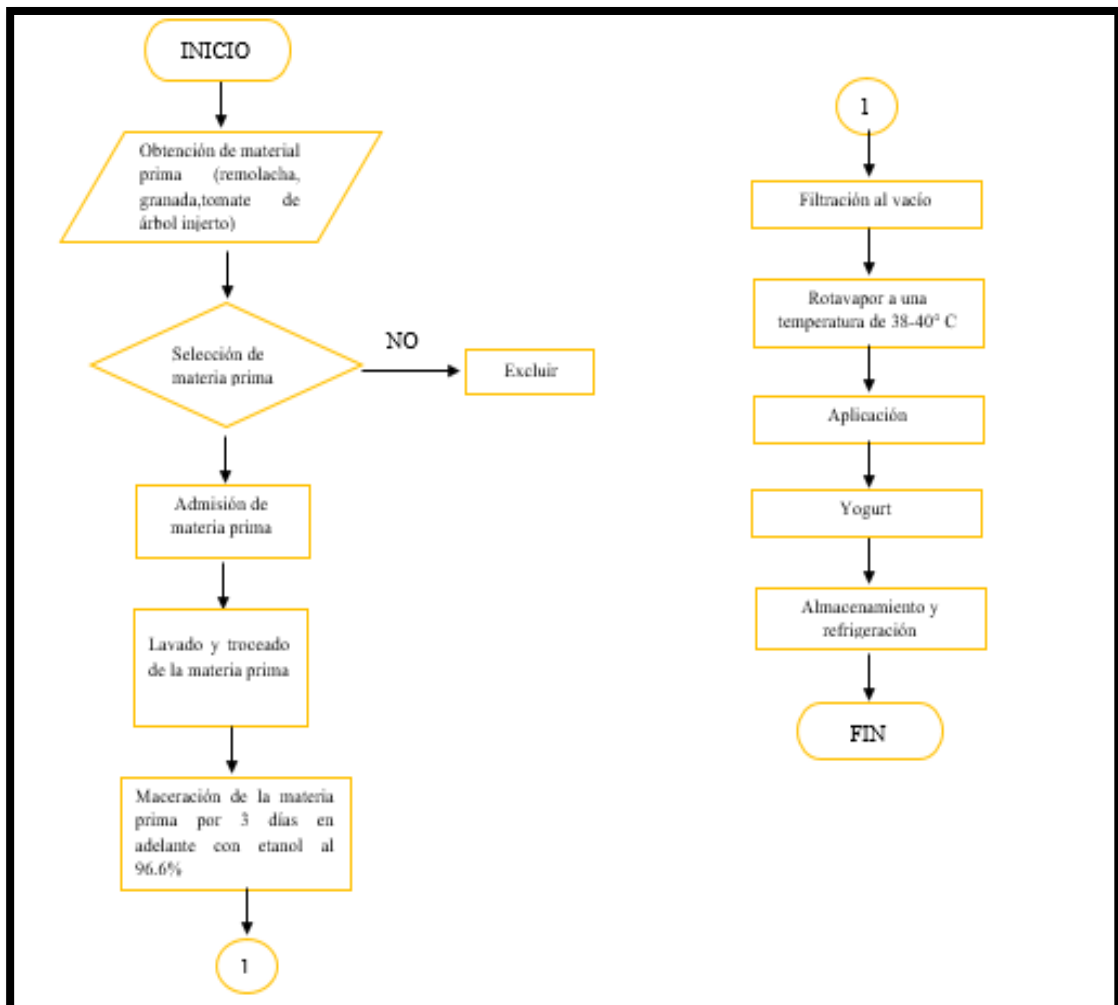 INICIO
Obtención de material
prima (remolacha,
granada,tomate de
árbol injerto)
Selección de
materia prima
NO
Excluir
Admisión de
materia prima
Lavado y troceado
de la materia prima
Maceración de la materia
prima por 3 días en
adelante con etanol al
96.6%
1
1
Filtración al vacío
Rotavapor a una
temperatura de 38-40° C
Aplicación
Yogurt
Almacenamiento y
refrigeración
FIN